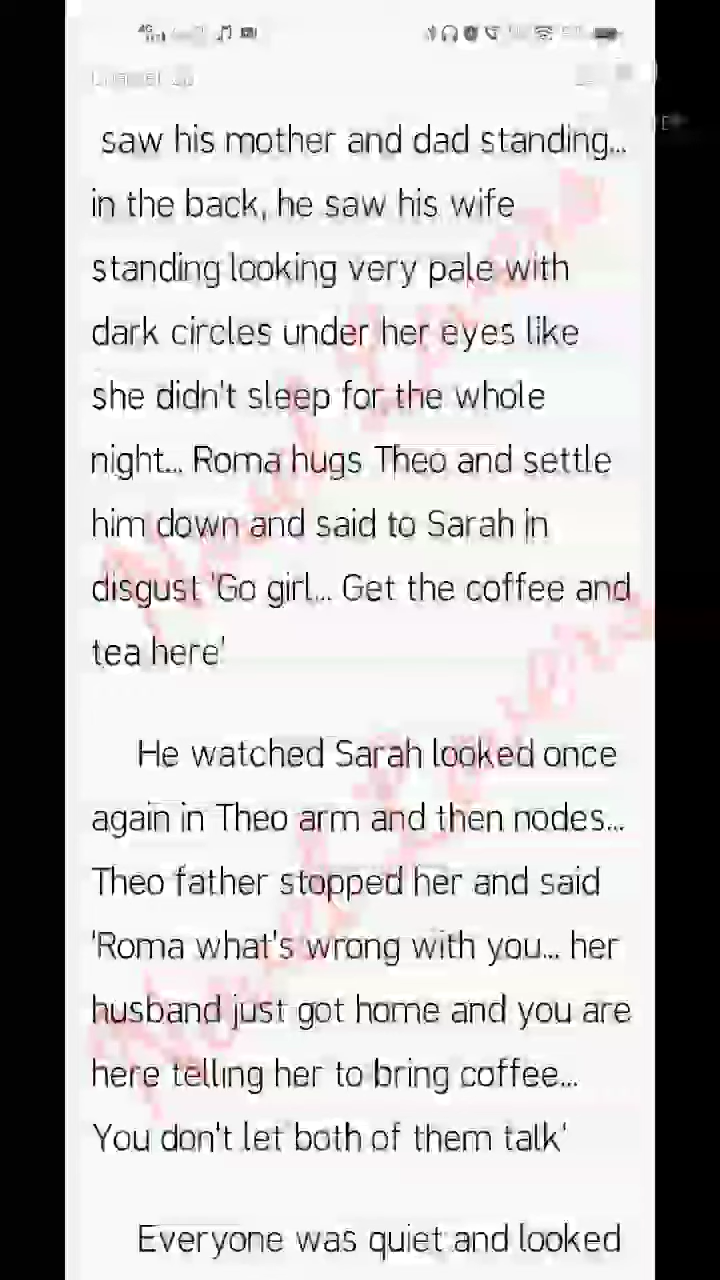 saw his mother and dad standing...
in the back, he saw his wife
standing looking very pale with
dark circles under her eyes like
she didn't sleep for the whole
night... Roma hugs Theo and settle
him down and said to Sarah in
disgust 'Go girl... Get the coffee and
tea here'
He watched Sarah looked once
again in Theo arm and then nodes...
Theo father stopped her and said
'Roma what's wrong with you... her
husband just got home and you are
here telling her to bring coffee...
You don't let both of them talk'
Everyone was quiet and looked